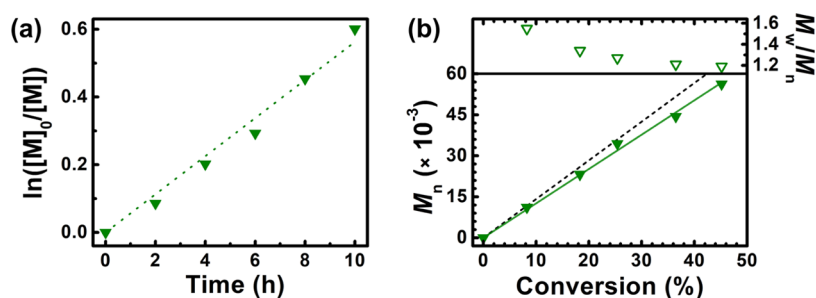 (a)
0.6
0.4
0.2
0.0
ln([M]₀/[M])
0 2 4 6 8 10
Time (h)
(b)
1.6
1.4
1.2
Mw/Mn
60
45
30
15
0
Mn (× 10⁻³)
0 10 20 30 40 50
Conversion (%)